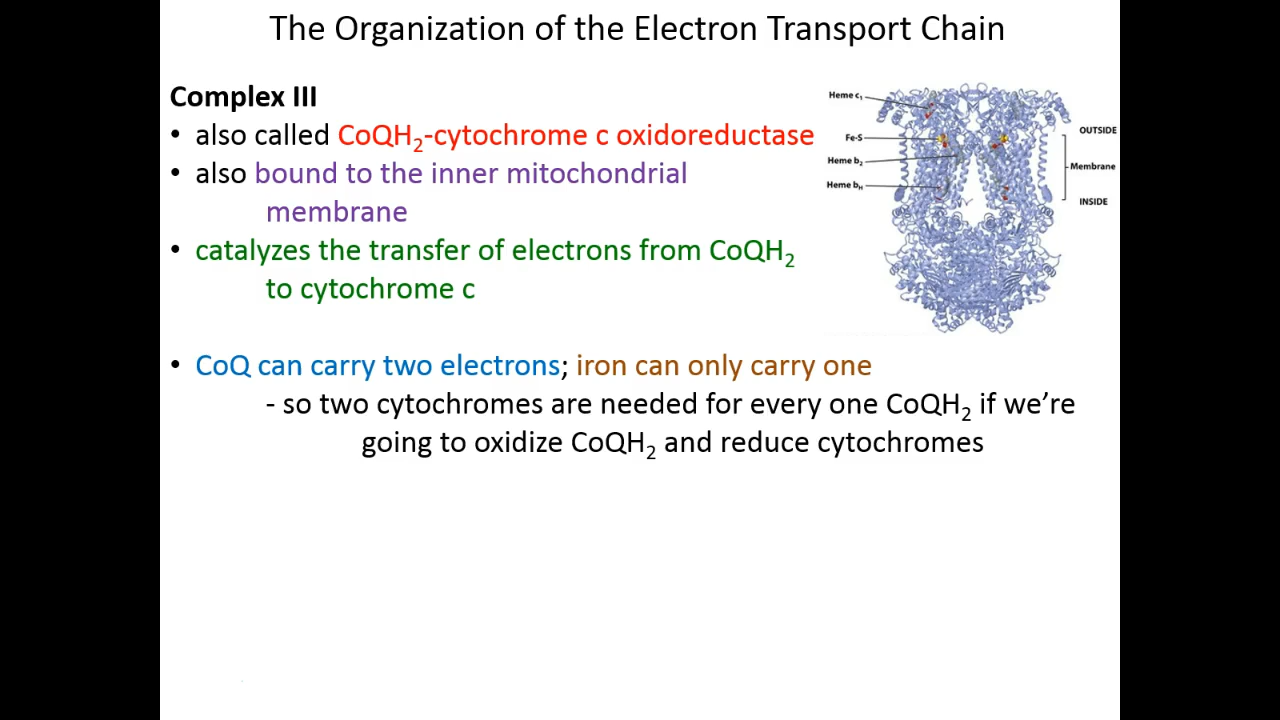 The Organization of the Electron Transport Chain
Complex III
• also called CoQH₂-cytochrome c oxidoreductase
• also bound to the inner mitochondrial
membrane
• catalyzes the transfer of electrons from CoQH₂
to cytochrome c
• CoQ can carry two electrons; iron can only carry one
- so two cytochromes are needed for every one CoQH₂ if we're
going to oxidize CoQH₂ and reduce cytochromes
Heme c₁
Fe-S
Heme b₂
Heme bH
OUTSIDE
Membrane
INSIDE